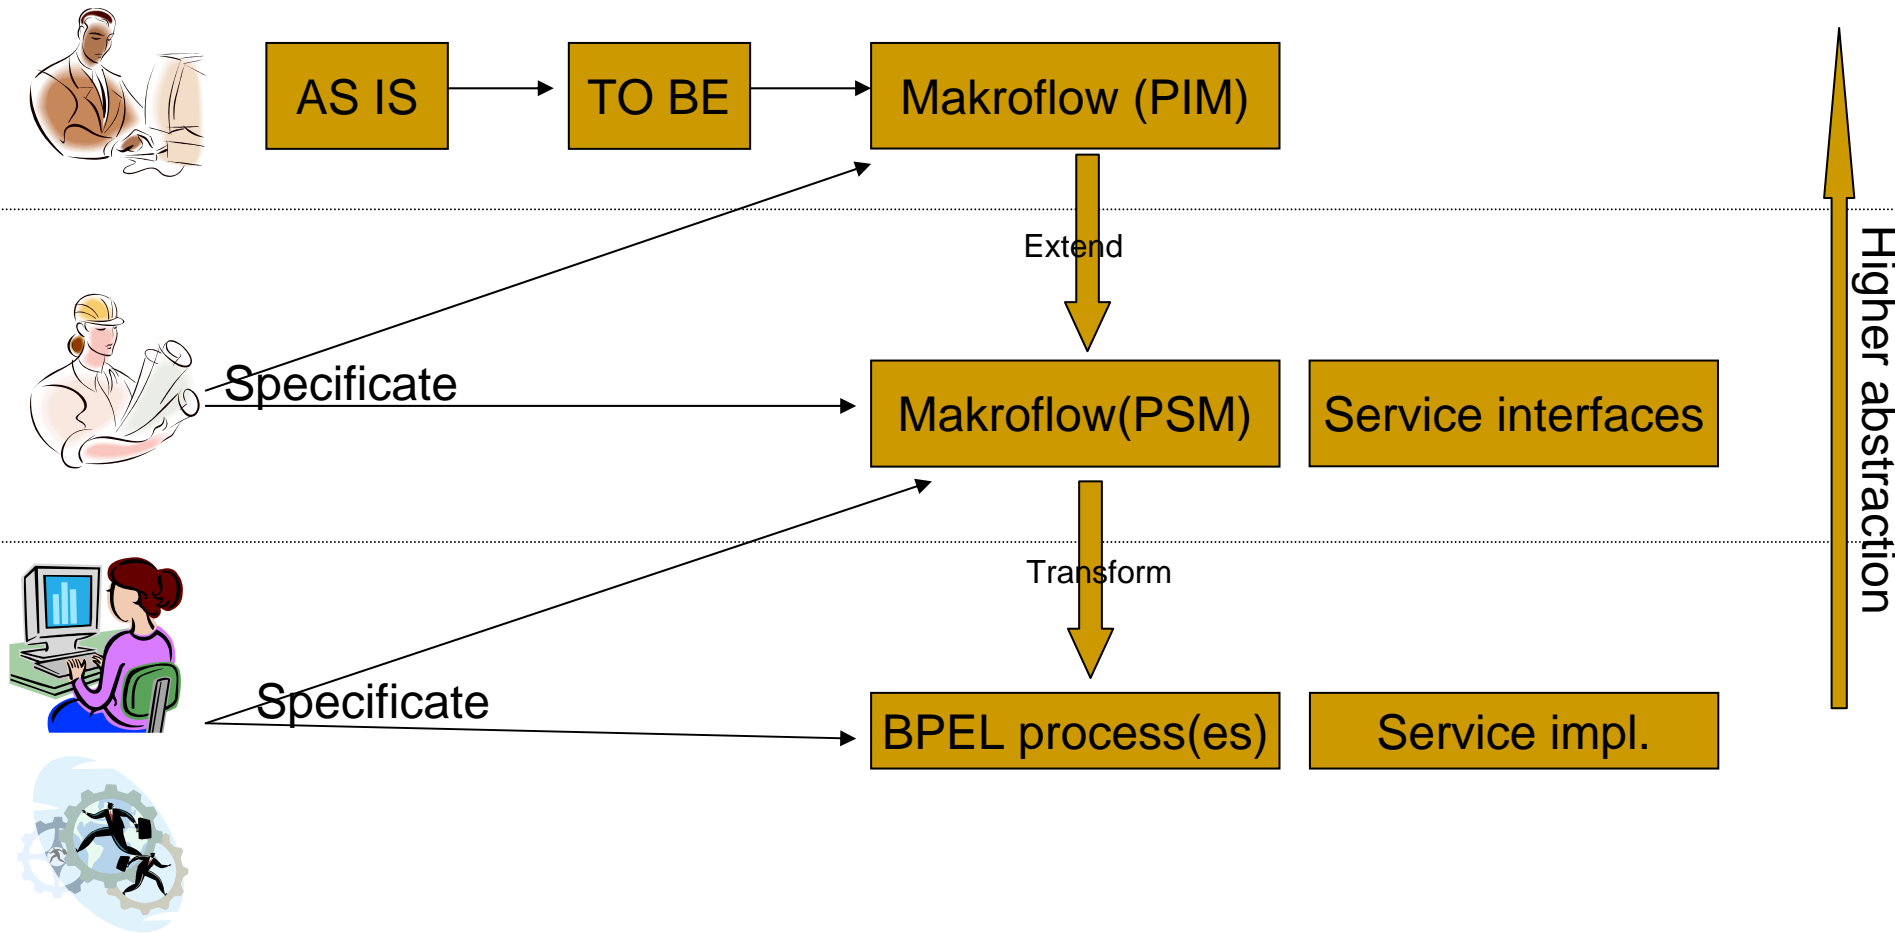 AS IS
TO BE
Makroflow (PIM)
Extend
Specificate
Makroflow(PSM)
Service interfaces
Higher abstraction
Transform
Specificate
BPEL process(es)
Service impl.